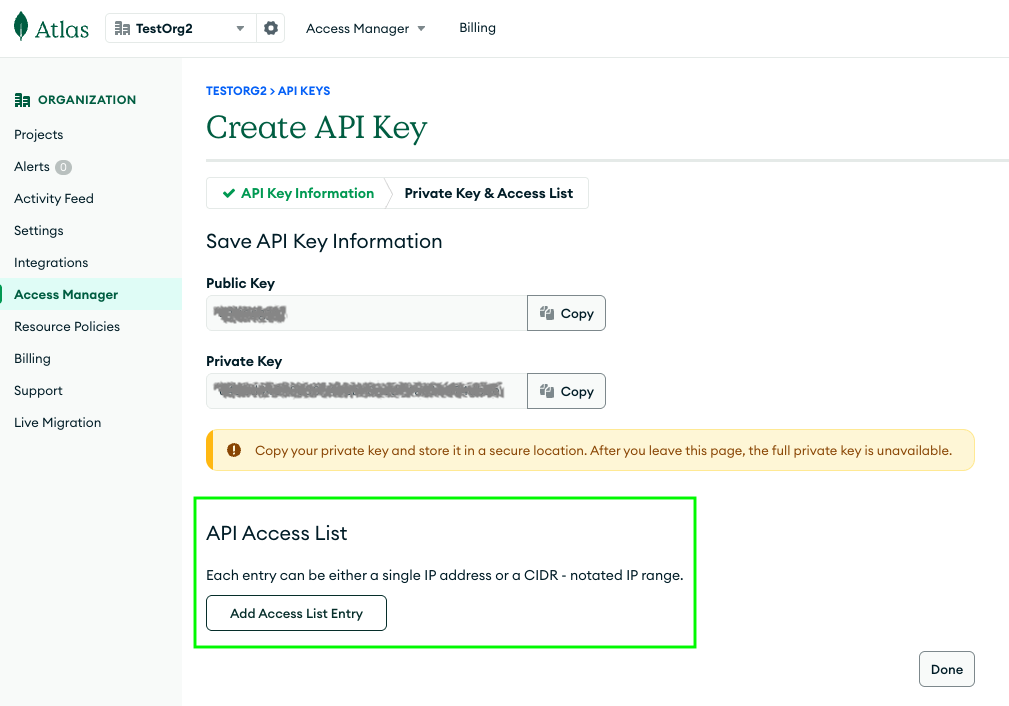 Atlas
TestOrg2
Access Manager
Billing
ORGANIZATION
Projects
Alerts 0
Activity Feed
Settings
Integrations
Access Manager
Resource Policies
Billing
Support
Live Migration
TESTORG2 > API KEYS
Create API Key
API Key Information
Private Key & Access List
Save API Key Information
Public Key
Copy
Private Key
Copy
Copy your private key and store it in a secure location. After you leave this page, the full private key is unavailable.
API Access List
Each entry can be either a single IP address or a CIDR - notated IP range.
Add Access List Entry
Done